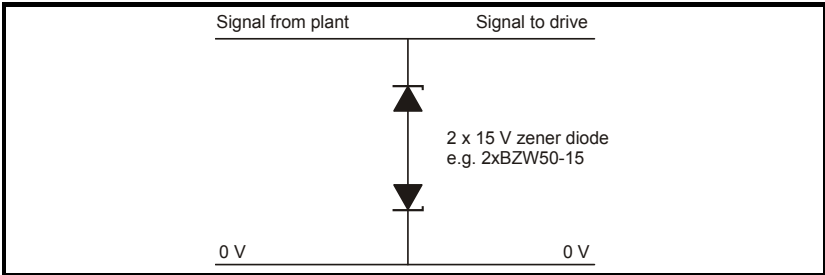 Signal from plant Signal to drive
2 x 15 V zener diode
e.g. 2xBZW50-15
0 V 0 V